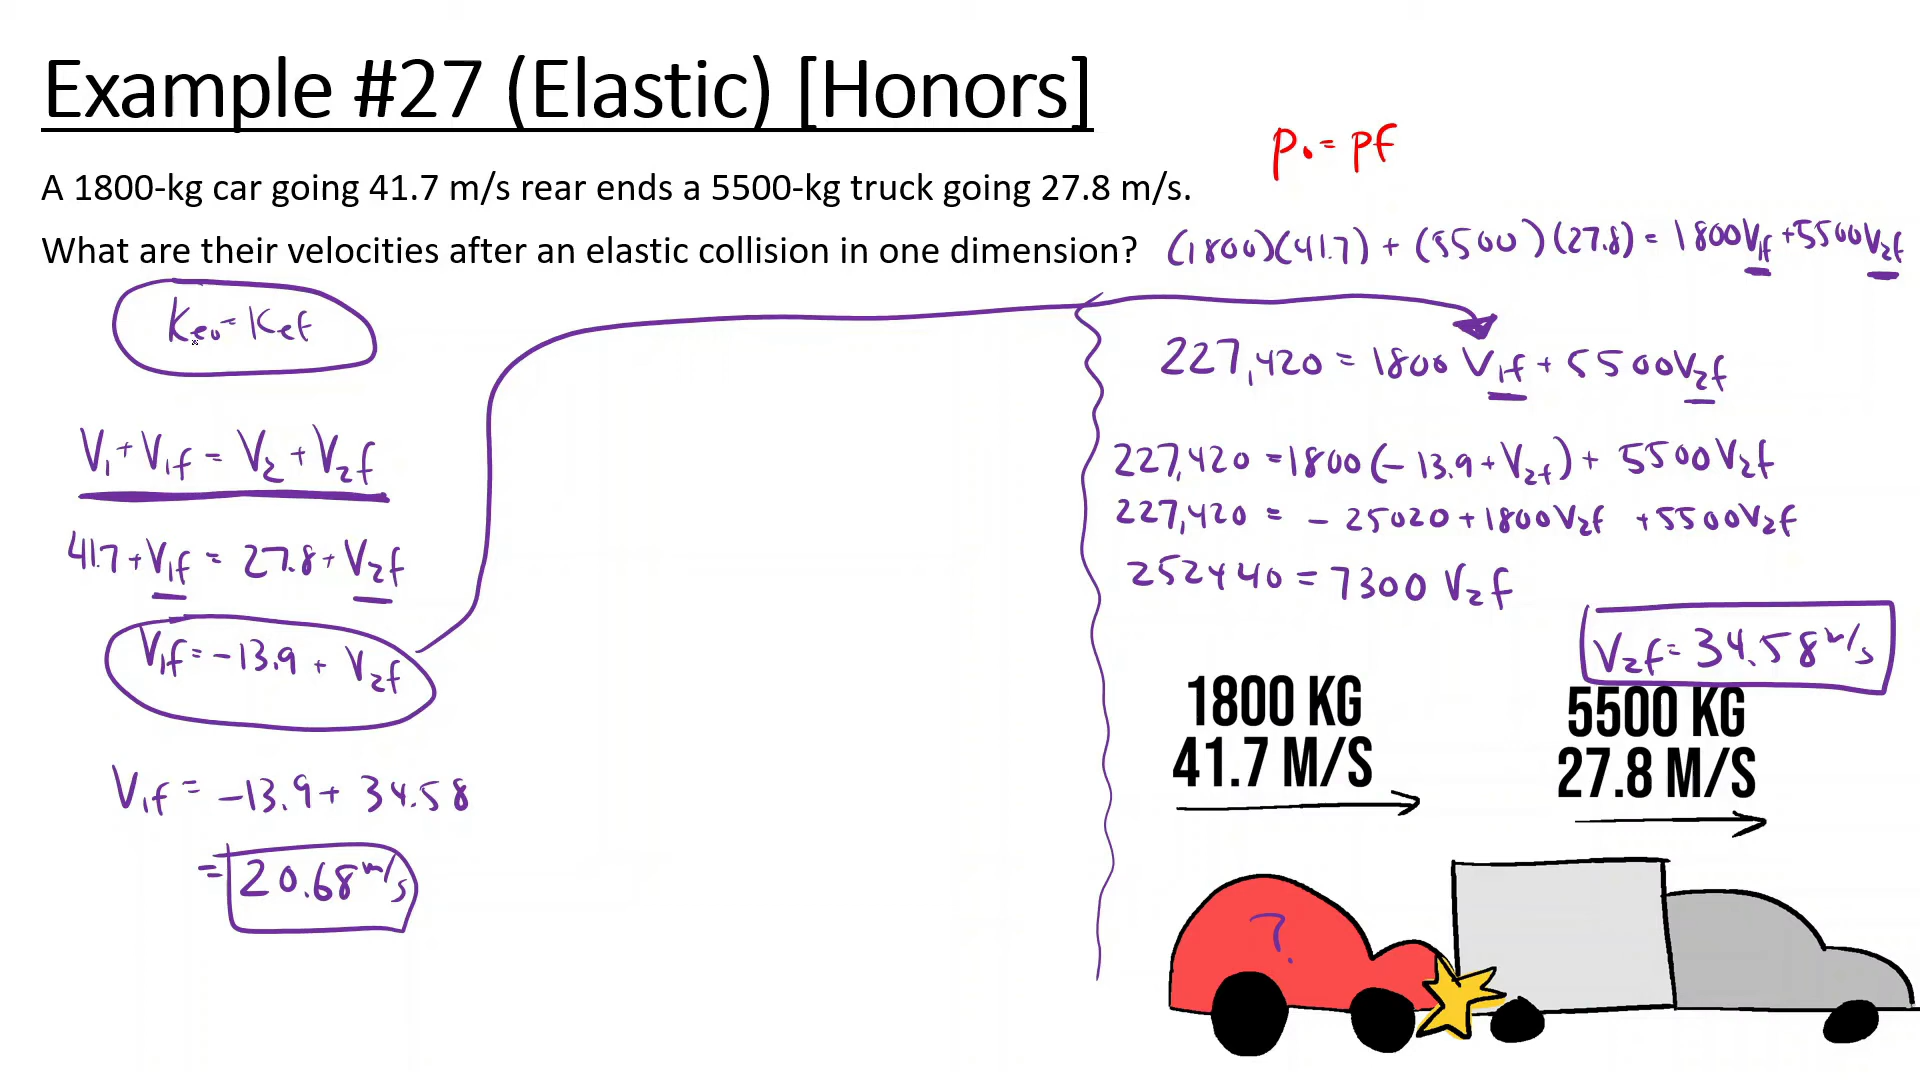 Example #27 (Elastic) [Honors]
p₀ = pf
A 1800-kg car going 41.7 m/s rear ends a 5500-kg truck going 27.8 m/s.
What are their velocities after an elastic collision in one dimension?
(1800)(41.7) + (5500)(27.8) = 1800V₁f + 5500V₂f
Ke₀ = Kef
V₁ + V₁f = V₂ + V₂f
41.7 + V₁f = 27.8 + V₂f
V₁f = -13.9 + V₂f
V₁f = -13.9 + 34.58
= 20.68 m/s
227,420 = 1800 V₁f + 5500V₂f
227,420 = 1800(-13.9 + V₂f) + 5500V₂f
227,420 = -25020 + 1800V₂f + 5500V₂f
252440 = 7300 V₂f
V₂f = 34.58 m/s
1800 KG
41.7 M/S
5500 KG
27.8 M/S
?